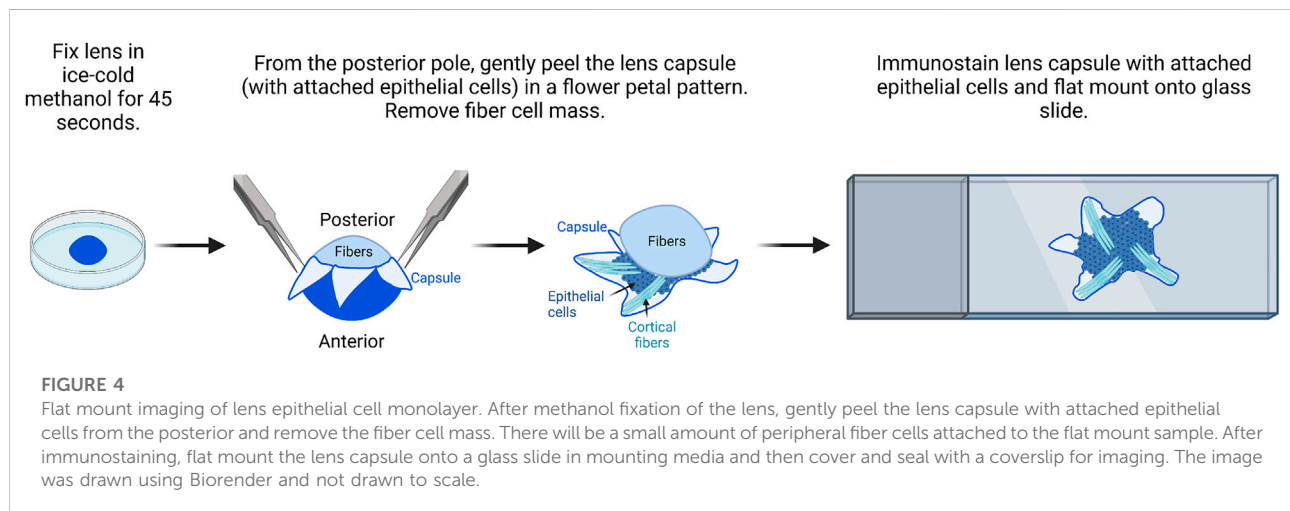 Fix lens in
ice-cold
methanol for 45
seconds.
From the posterior pole, gently peel the lens capsule
(with attached epithelial cells) in a flower petal pattern.
Remove fiber cell mass.
Immunostain lens capsule with attached
epithelial cells and flat mount onto glass
slide.
Posterior
Fibers
Capsule
Anterior
Capsule
Fibers
Epithelial
cells
Cortical
fibers
FIGURE 4
Flat mount imaging of lens epithelial cell monolayer. After methanol fixation of the lens, gently peel the lens capsule with attached epithelial
cells from the posterior and remove the fiber cell mass. There will be a small amount of peripheral fiber cells attached to the flat mount sample. After
immunostaining, flat mount the lens capsule onto a glass slide in mounting media and then cover and seal with a coverslip for imaging. The image
was drawn using Biorender and not drawn to scale.